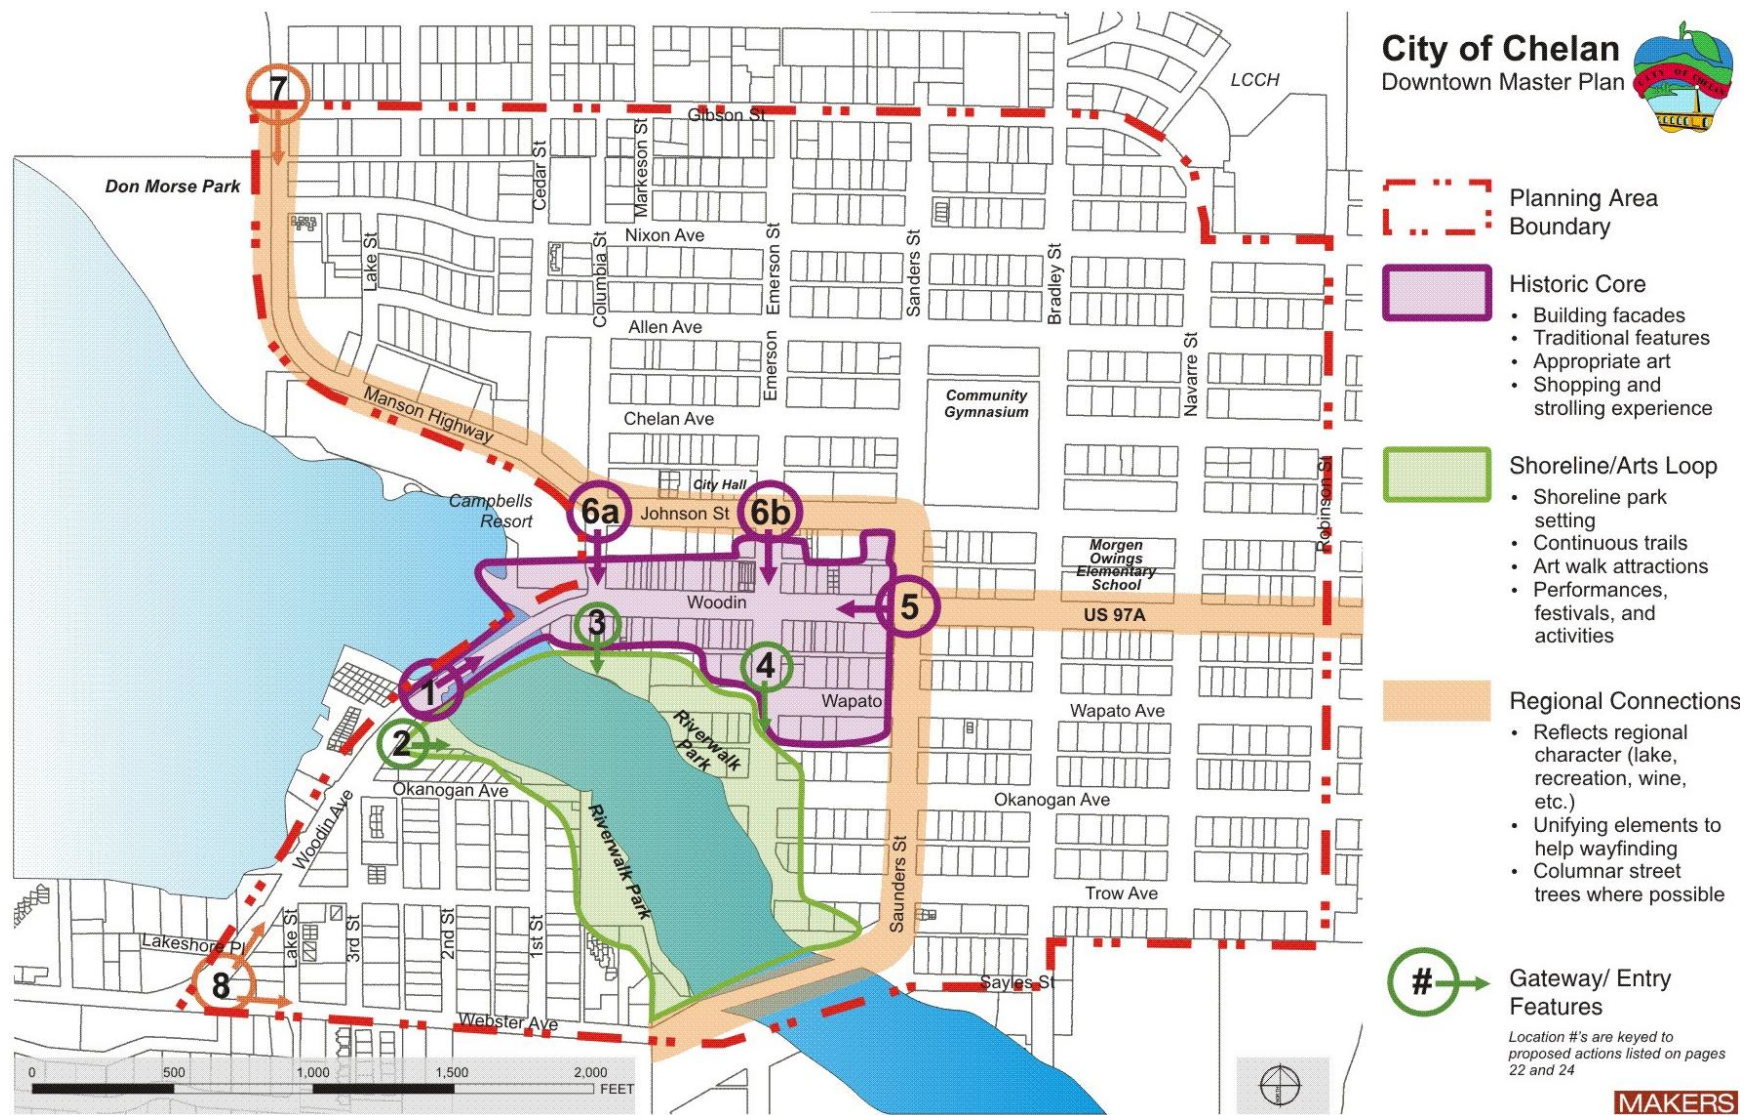 City of Chelan
Downtown Master Plan
CITY OF CHELAN
Planning Area
Boundary
Historic Core
• Building facades
• Traditional features
• Appropriate art
• Shopping and
strolling experience
Shoreline/Arts Loop
• Shoreline park
setting
• Continuous trails
• Art walk attractions
• Performances,
festivals, and
activities
Regional Connections
• Reflects regional
character (lake,
recreation, wine,
etc.)
• Unifying elements to
help wayfinding
• Columnar street
trees where possible
#
Gateway/ Entry
Features
Location #'s are keyed to
proposed actions listed on pages
22 and 24
MAKERS
LCCH
7
Gibson St
Don Morse Park
Cedar St
Markeson St
Nixon Ave
Lake St
Columbia St
Emerson St
Sanders St
Bradley St
Allen Ave
Emerson
Navarre St
Manson Highway
Chelan Ave
Community
Gymnasium
City Hall
Robinson St
Campbells
Resort
6a
Johnson St
6b
Morgen
Owings
Elementary
School
Woodin
5
US 97A
3
4
1
Wapato
Wapato Ave
2
Riverwalk
Park
Okanogan Ave
Okanogan Ave
Woodin Ave
Riverwalk Park
Saunders St
Trow Ave
Lakeshore Pl
Lake St
3rd St
2nd St
1st St
8
Sayles St
Webster Ave
0 500 1,000 1,500 2,000
FEET